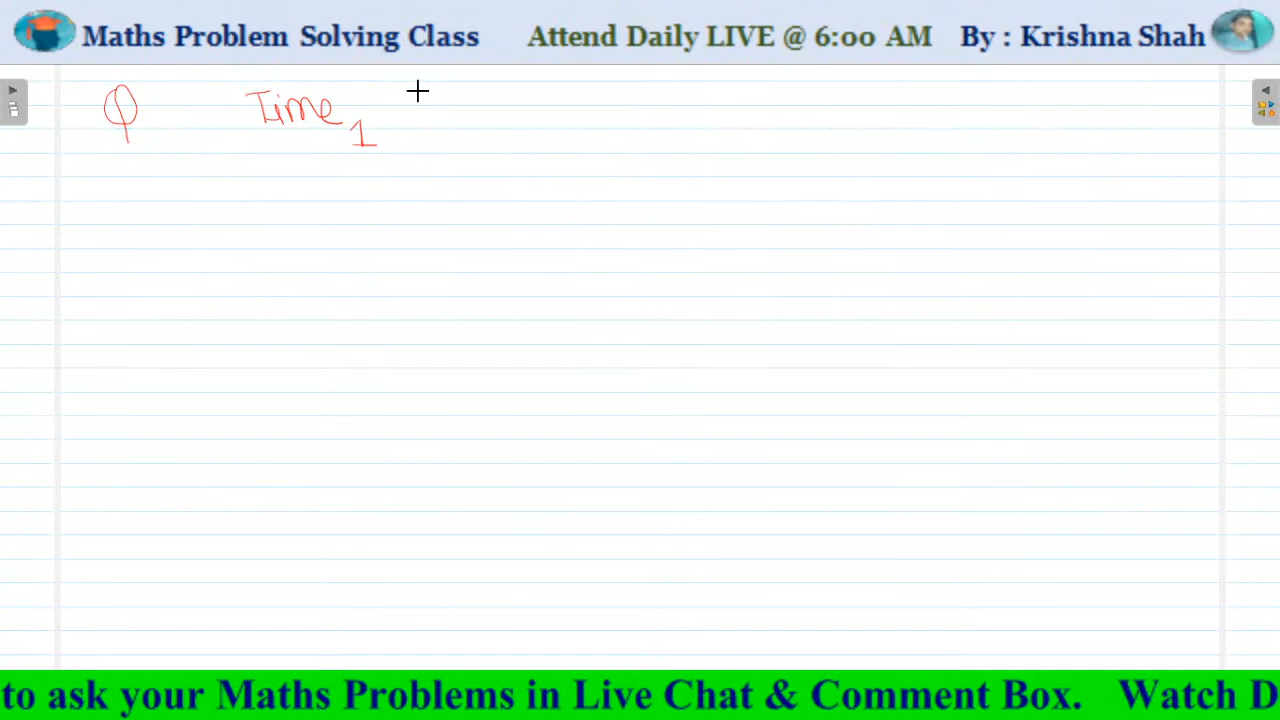 Maths Problem Solving Class Attend Daily LIVE @ 6:00 AM By : Krishna Shah
Q Time 1
to ask your Maths Problems in Live Chat & Comment Box. Watch D